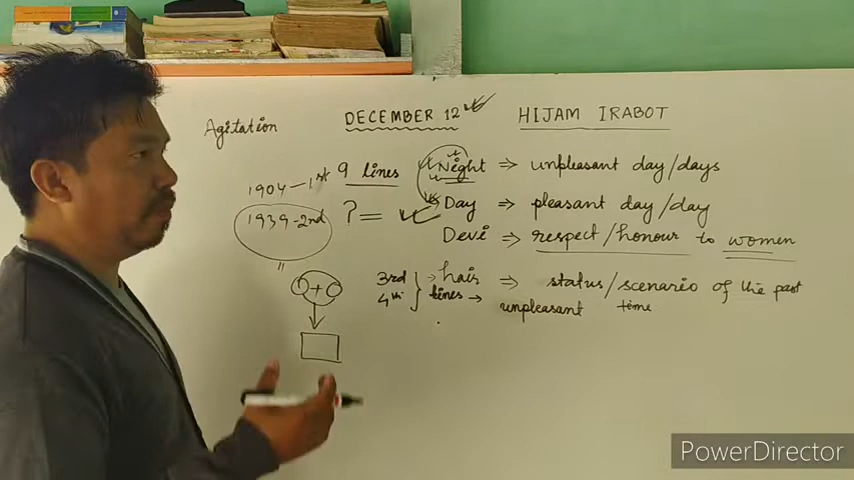 Agitation
DECEMBER 12
HIJAM IRABOT
1904 - 1st
9 lines
Night ⇒ unpleasant day/days
1939 - 2nd
? =
Day ⇒ pleasant day/day
Devi ⇒ respect/honour to women
3rd
hair ⇒ status/scenario of the past
4th
lines → unpleasant time
PowerDirector